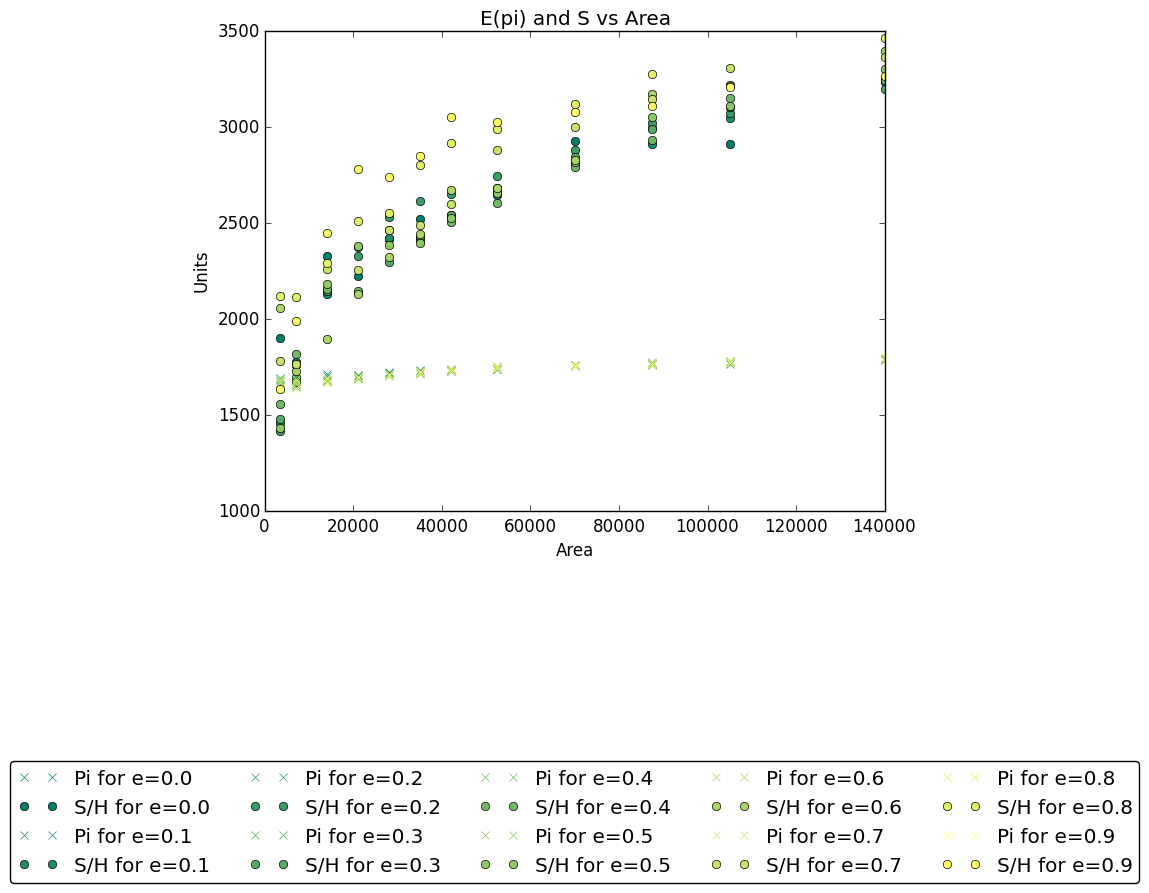 E(pi) and S vs Area
3500
3000
2500
2000
1500
1000
Units
0 20000 40000 60000 80000 100000 120000 140000
Area
Pi for e=0.0 Pi for e=0.2 Pi for e=0.4 Pi for e=0.6 Pi for e=0.8
S/H for e=0.0 S/H for e=0.2 S/H for e=0.4 S/H for e=0.6 S/H for e=0.8
Pi for e=0.1 Pi for e=0.3 Pi for e=0.5 Pi for e=0.7 Pi for e=0.9
S/H for e=0.1 S/H for e=0.3 S/H for e=0.5 S/H for e=0.7 S/H for e=0.9